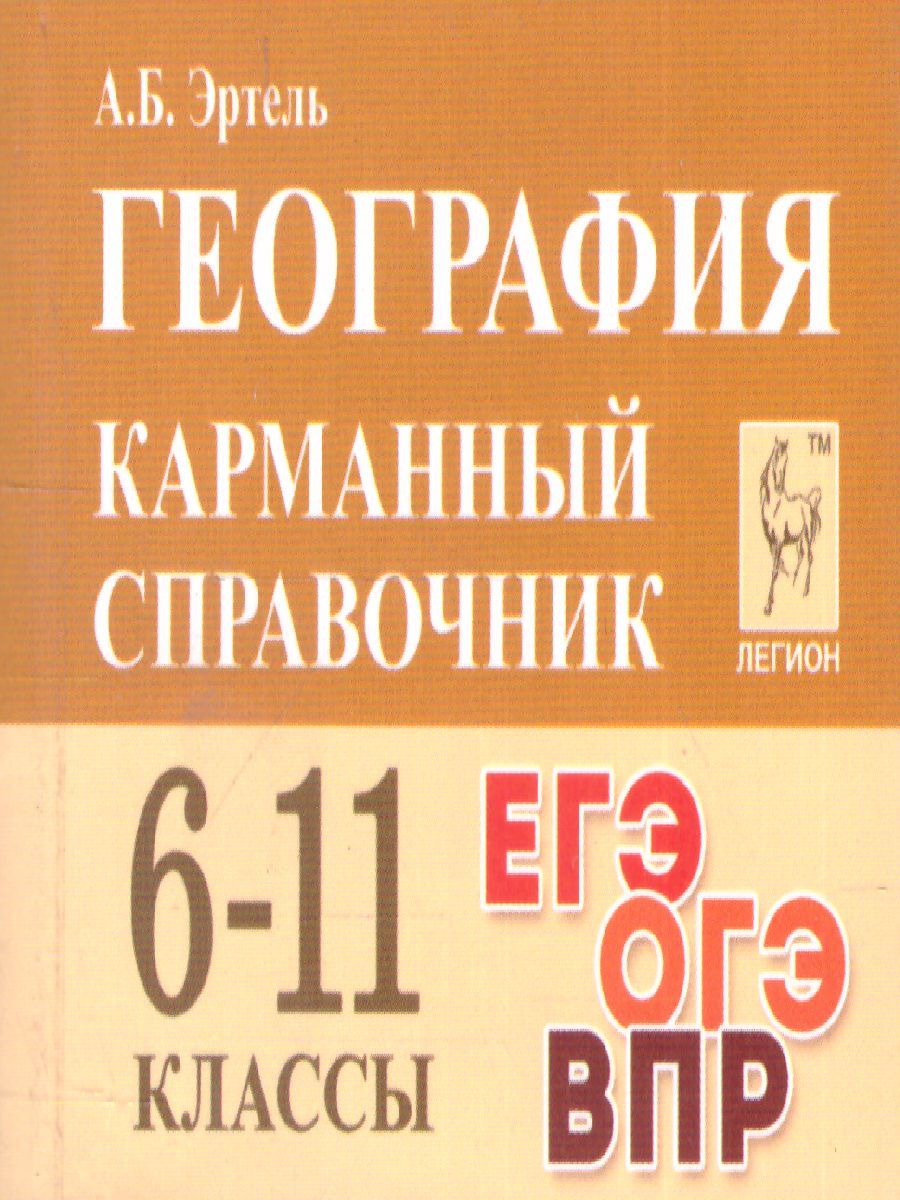 А.Б. Эртель
ГЕОГРАФИЯ
КАРМАННЫЙ
СПРАВОЧНИК
TM
ЛЕГИОН
6-11
КЛАССЫ
ЕГЭ
ОГЭ
ВПР